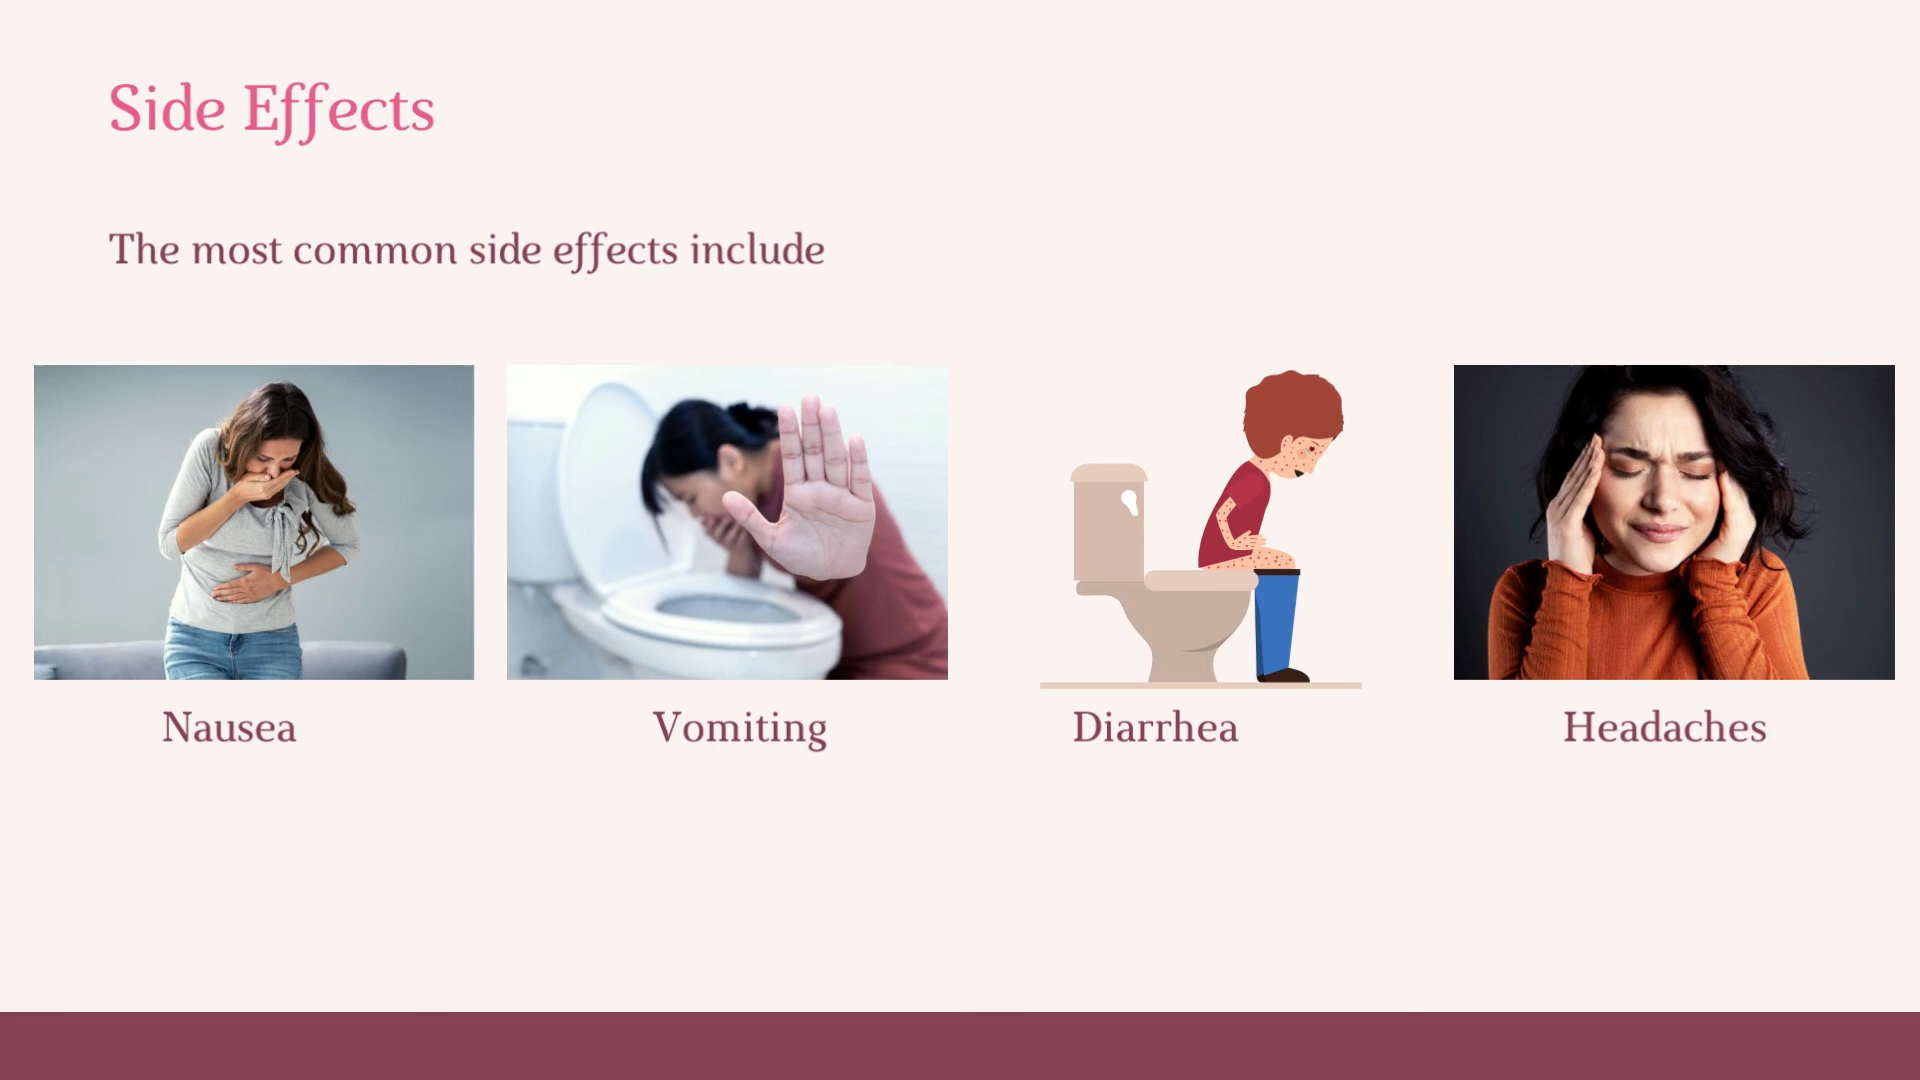 Side Effects
The most common side effects include
Nausea
Vomiting
Diarrhea
Headaches